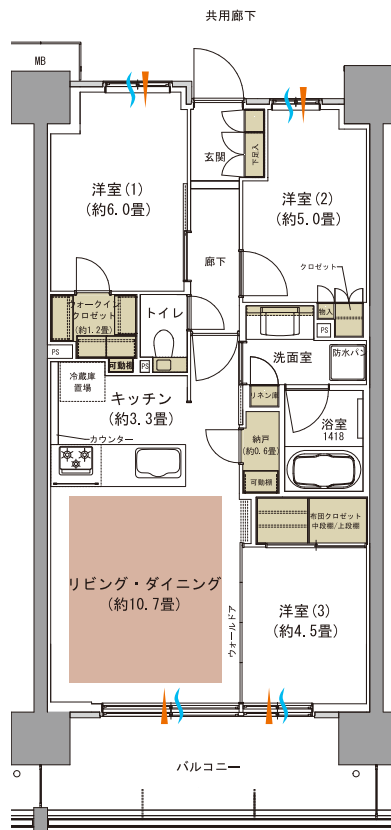 共用廊下
MB
玄関
下足入
洋室(1)
(約6.0畳)
洋室(2)
(約5.0畳)
廊下
クロゼット
ウォークイン
クロゼット
(約1.2畳)
トイレ
物入
PS
洗面室
防水パン
PS
可動棚
PS
冷蔵庫
置場
キッチン
(約3.3畳)
リネン庫
浴室
1418
カウンター
納戸
(約0.6畳)
可動棚
布団クロゼット
中段棚/上段棚
リビング・ダイニング
(約10.7畳)
ウォールドア
洋室(3)
(約4.5畳)
バルコニー